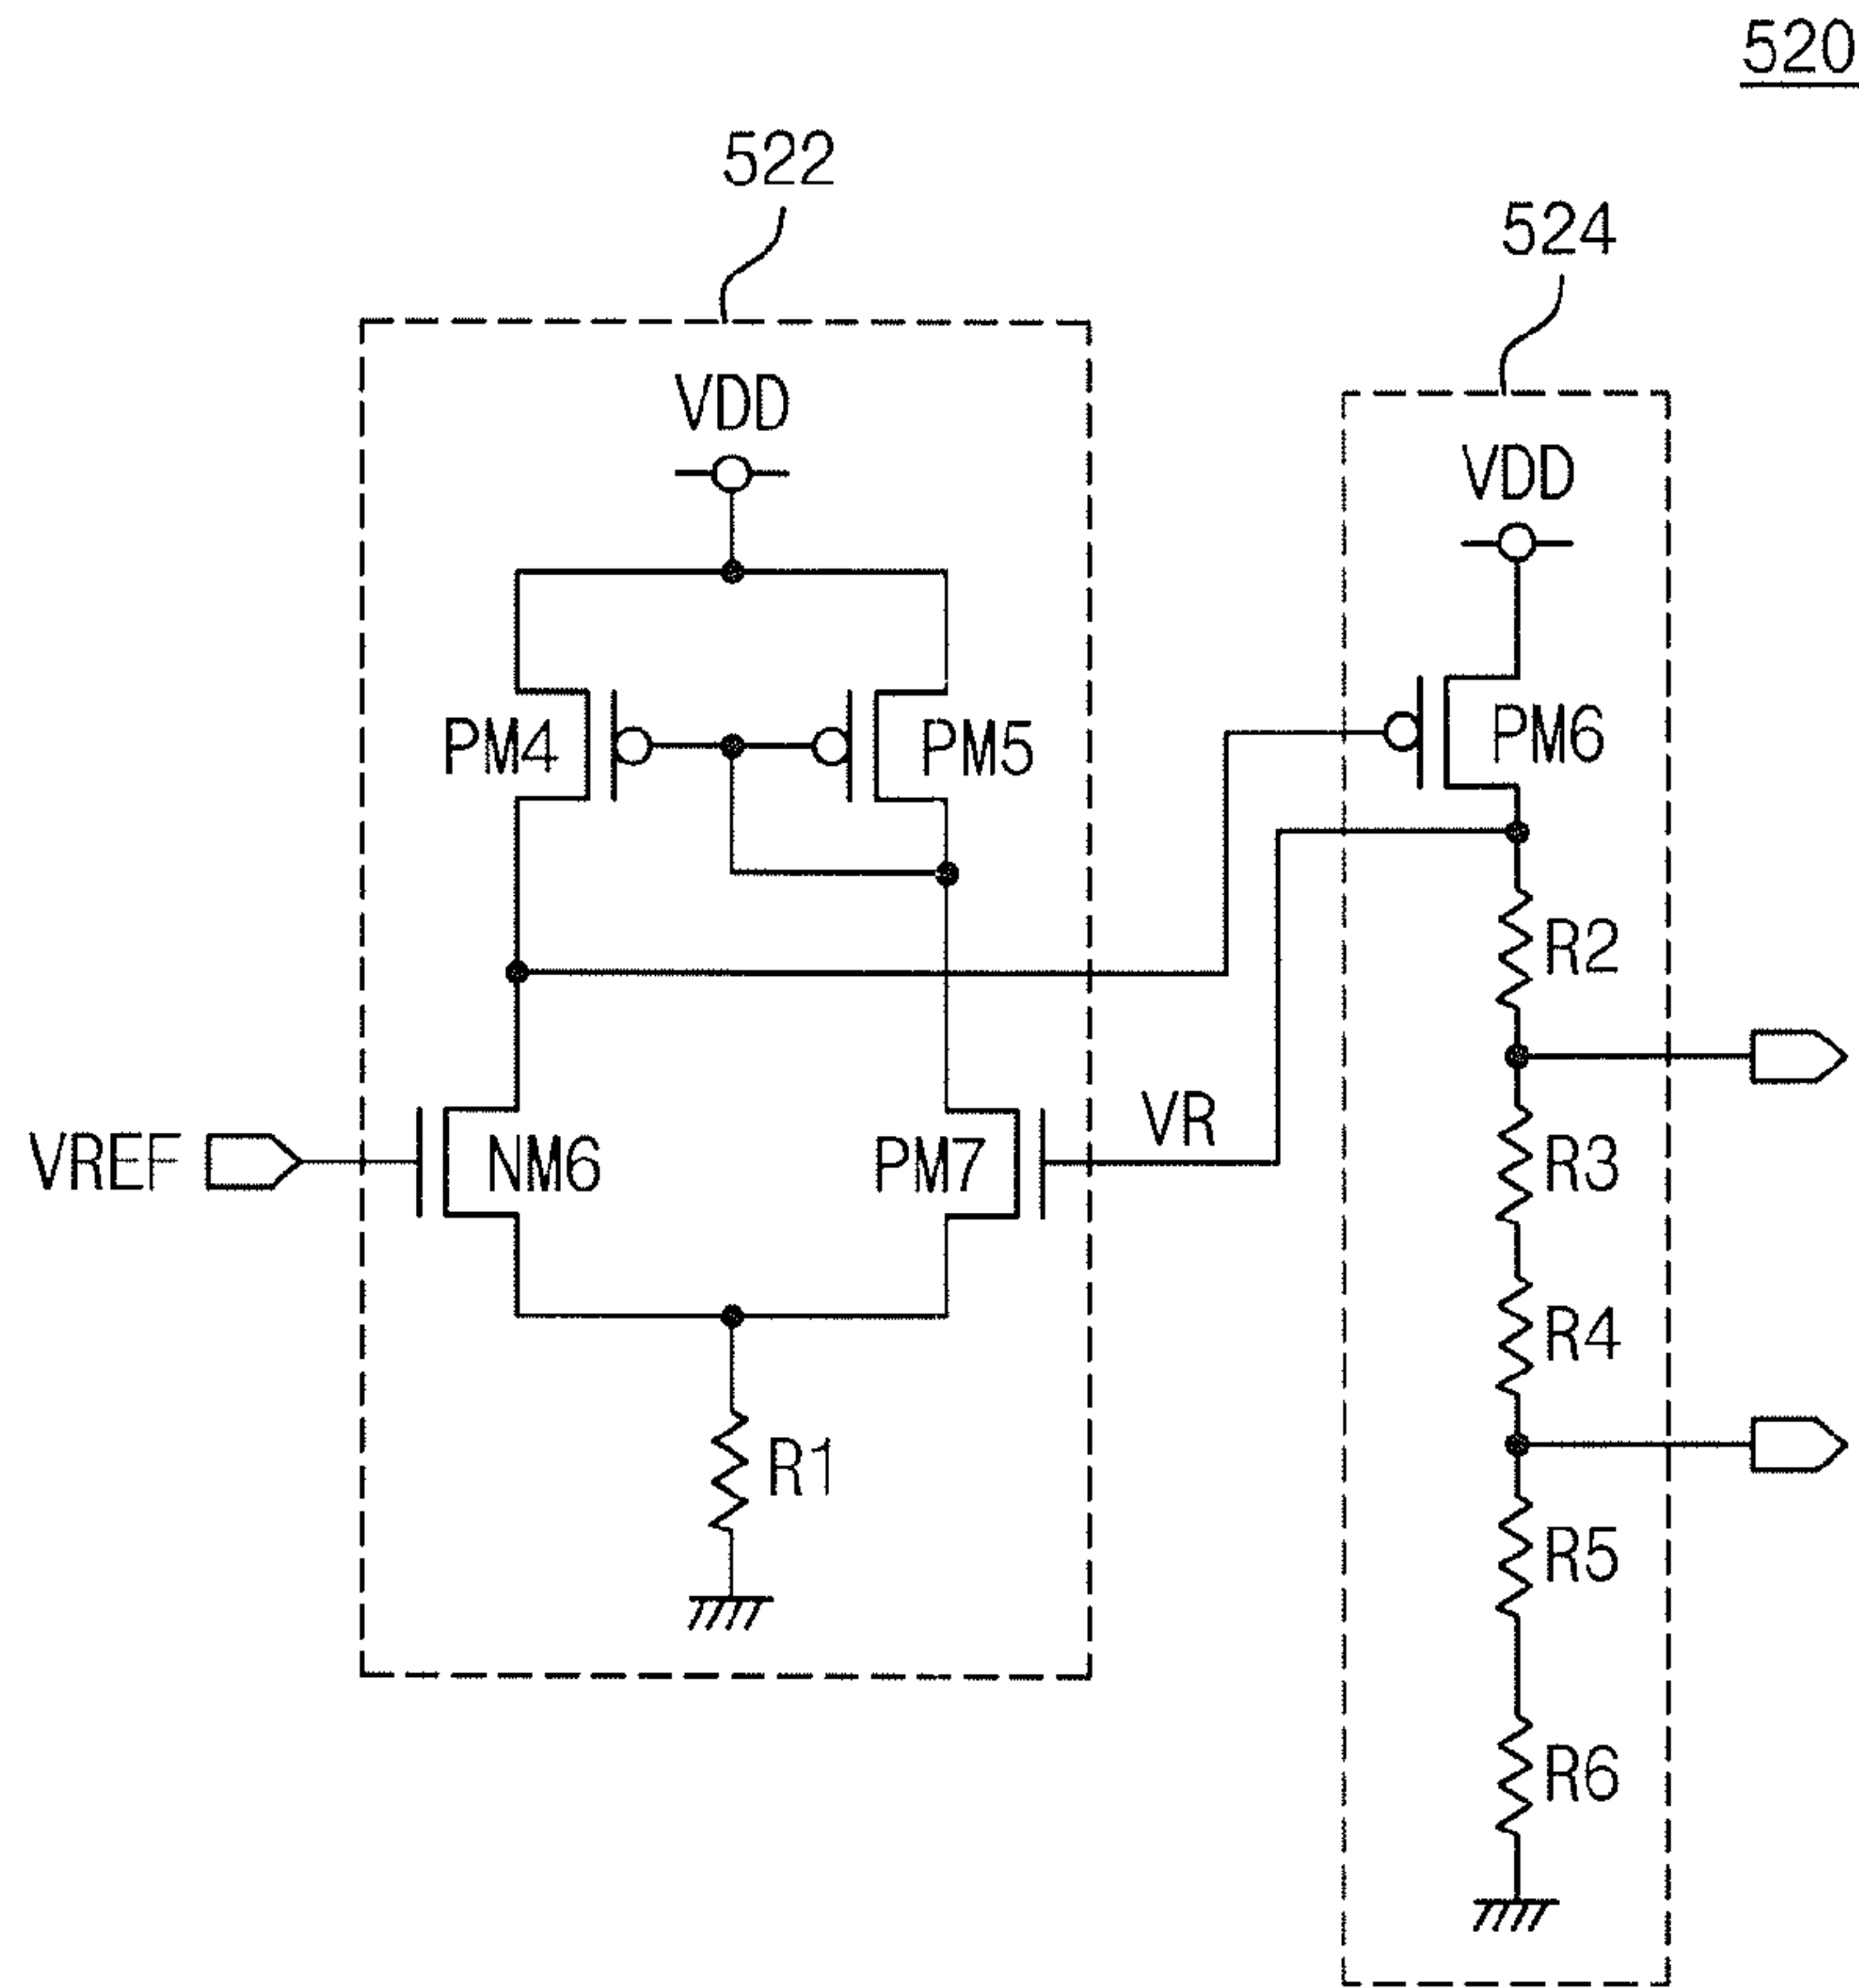 520
522
524
VDD
VDD
PM4
PM5
PM6
R2
VR
VREF
NM6
PM7
R3
R4
R1
R5
R6